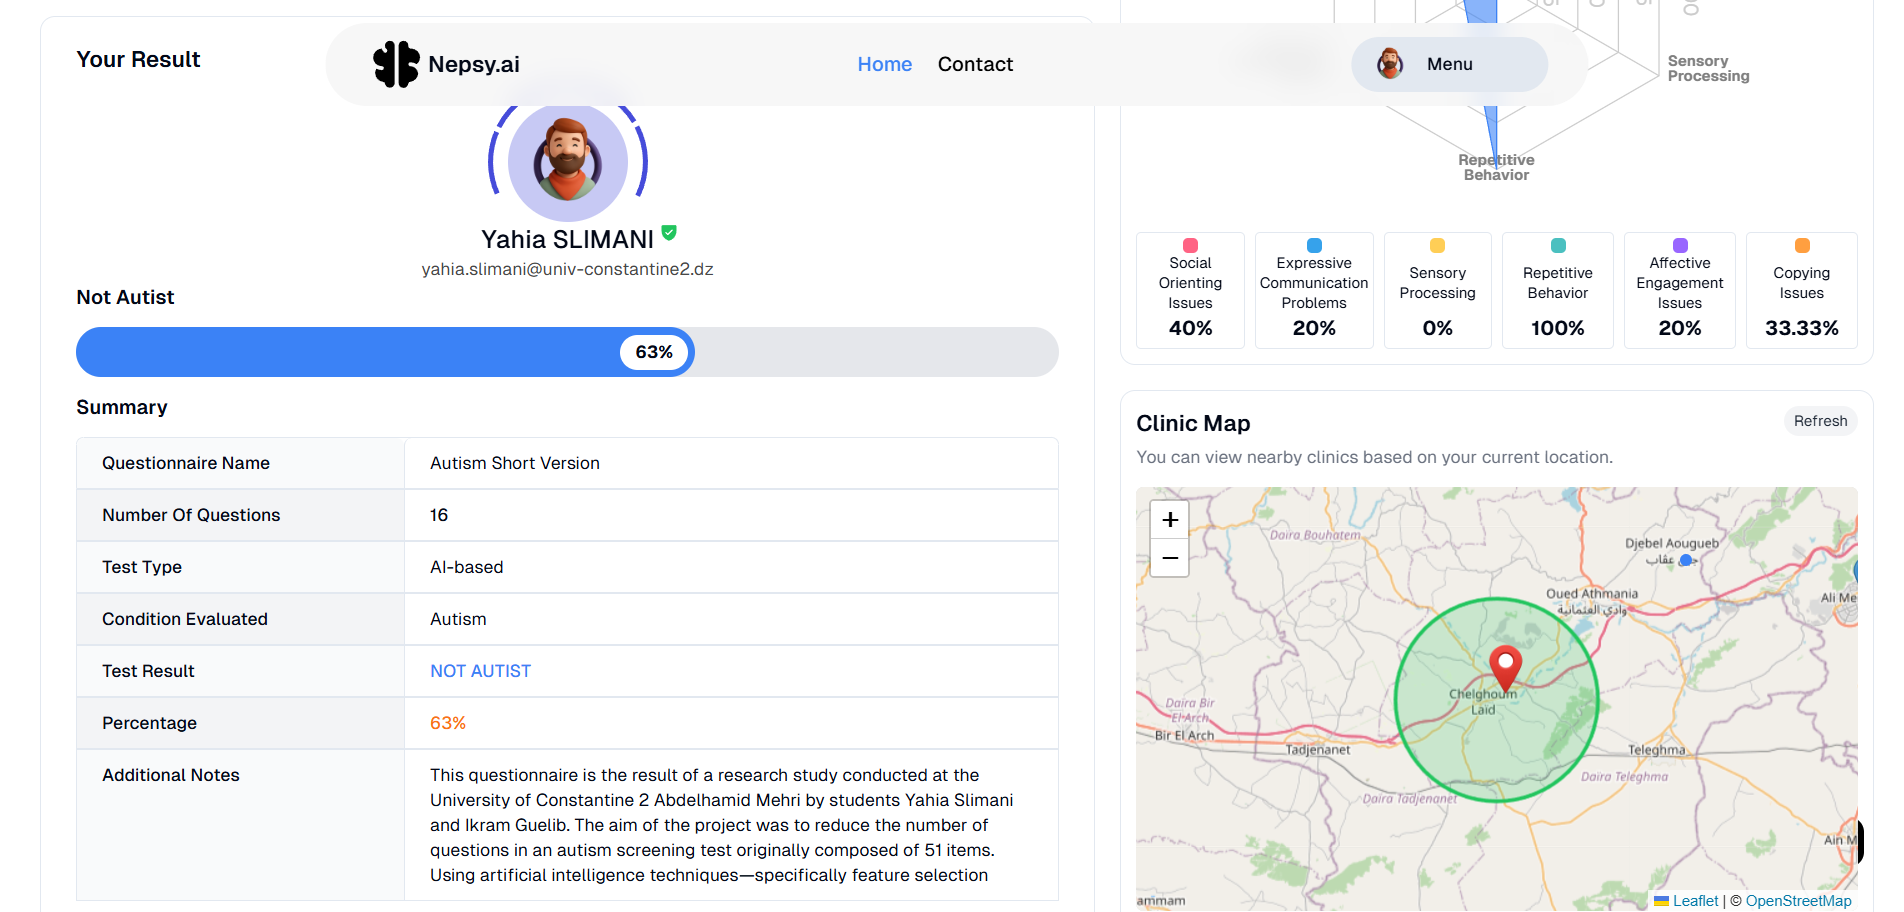 Your Result
Nepsy.ai
Home
Contact
Menu
Yahia SLIMANI
yahia.slimani@univ-constantine2.dz
Not Autist
63%
Summary
Questionnaire Name
Autism Short Version
Number Of Questions
16
Test Type
AI-based
Condition Evaluated
Autism
Test Result
NOT AUTIST
Percentage
63%
Additional Notes
This questionnaire is the result of a research study conducted at the
University of Constantine 2 Abdelhamid Mehri by students Yahia Slimani
and Ikram Guelib. The aim of the project was to reduce the number of
questions in an autism screening test originally composed of 51 items.
Using artificial intelligence techniques—specifically feature selection
Sensory
Processing
Repetitive
Behavior
Social
Orienting
Issues
40%
Expressive
Communication
Problems
20%
Sensory
Processing
0%
Repetitive
Behavior
100%
Affective
Engagement
Issues
20%
Copying
Issues
33.33%
Clinic Map
Refresh
You can view nearby clinics based on your current location.
+
−
Daira Bouhatem
Djebel Aougueb
Oued Athmania
وادي العثمانية
Ali Me
Chelghoum
Laid
Daira Bir
El Arch
Bir El Arch
Tadjenanet
Teleghma
Daira Teleghma
Daira Tadjenanet
Ain M
ammam
Leaflet | © OpenStreetMap